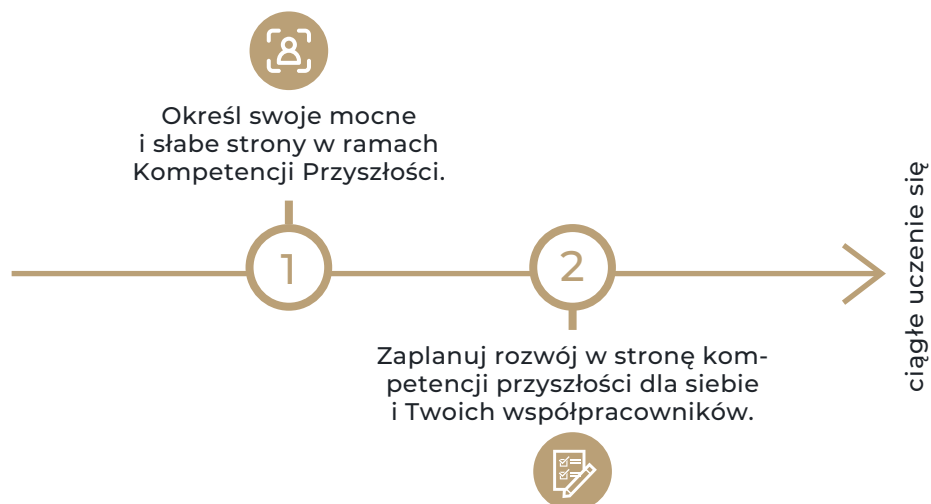 Określ swoje mocne
i słabe strony w ramach
Kompetencji Przyszłości.
1
2
Zaplanuj rozwój w stronę kom-
petencji przyszłości dla siebie
i Twoich współpracowników.
ciągłe uczenie się